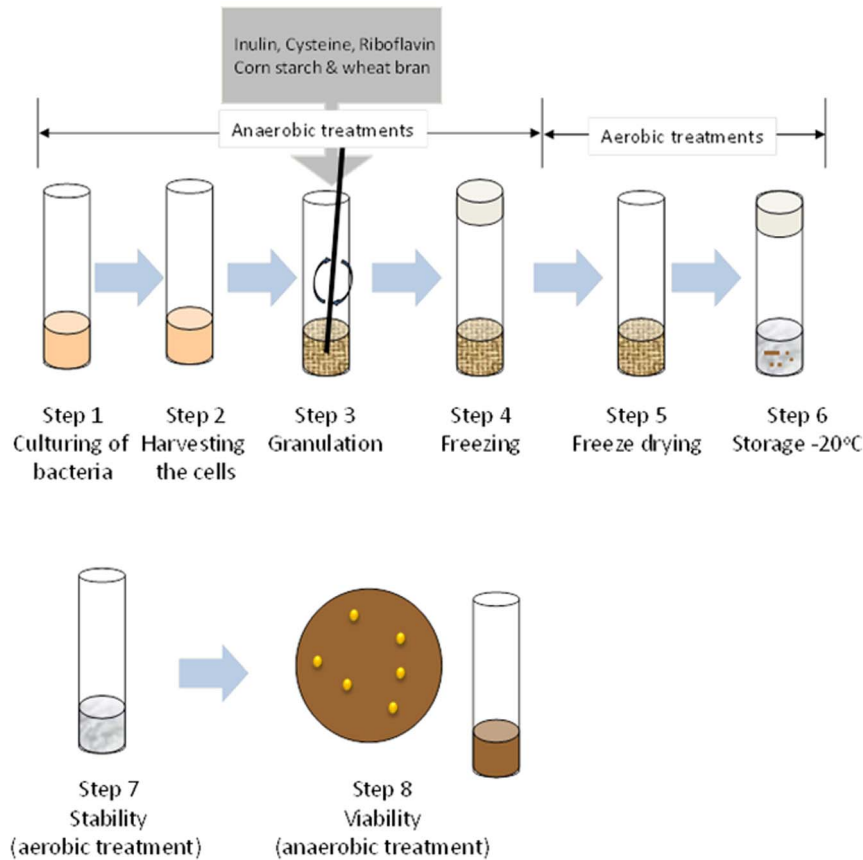 Inulin, Cysteine, Riboflavin
Corn starch & wheat bran
Anaerobic treatments
Aerobic treatments
Step 1
Culturing of
bacteria
Step 2
Harvesting
the cells
Step 3
Granulation
Step 4
Freezing
Step 5
Freeze drying
Step 6
Storage -20°C
Step 7
Stability
(aerobic treatment)
Step 8
Viability
(anaerobic treatment)